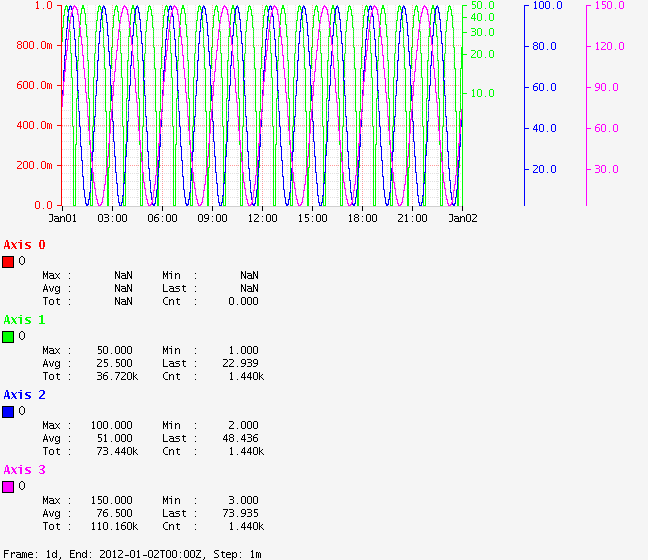 1.0 50.0 100.0 150.0
40.0
800.0m 30.0 80.0 120.0
20.0
600.0m 60.0 90.0
10.0
400.0m 40.0 60.0
200.0m 20.0 30.0
0.0
Jan01 03:00 06:00 09:00 12:00 15:00 18:00 21:00 Jan02
Axis 0
0
Max : NaN Min : NaN
Avg : NaN Last : NaN
Tot : NaN Cnt : 0.000
Axis 1
0
Max : 50.000 Min : 1.000
Avg : 25.500 Last : 22.939
Tot : 36.720k Cnt : 1.440k
Axis 2
0
Max : 100.000 Min : 2.000
Avg : 51.000 Last : 48.436
Tot : 73.440k Cnt : 1.440k
Axis 3
0
Max : 150.000 Min : 3.000
Avg : 76.500 Last : 73.935
Tot : 110.160k Cnt : 1.440k
Frame: 1d, End: 2012-01-02T00:00Z, Step: 1m